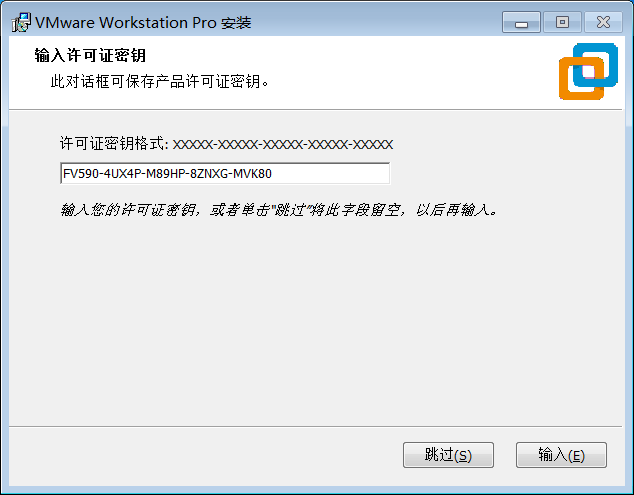 VMware Workstation Pro 安装
输入许可证密钥
此对话框可保存产品许可证密钥。
许可证密钥格式: XXXXX-XXXXX-XXXXX-XXXXX-XXXXX
FV590-4UX4P-M89HP-8ZNXG-MVK80
输入您的许可证密钥，或者单击"跳过"将此字段留空，以后再输入。
跳过(S) 输入(E)